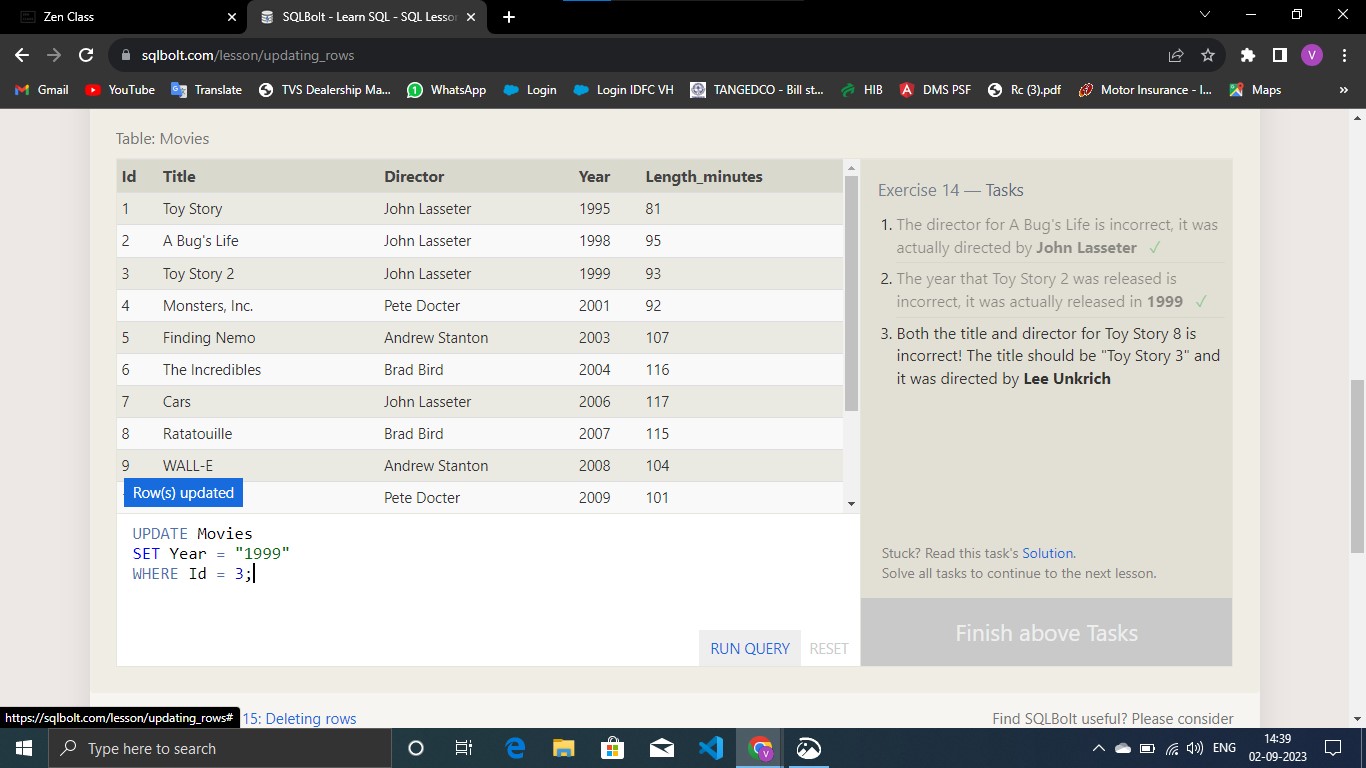 Zen Class
SQLBolt - Learn SQL - SQL Lesson
sqlbolt.com/lesson/updating_rows
V
Gmail YouTube Translate TVS Dealership Ma... WhatsApp Login Login IDFC VH TANGEDCO - Bill st... HIB DMS PSF Rc (3).pdf Motor Insurance - I... Maps »
Table: Movies
Id Title Director Year Length_minutes
1 Toy Story John Lasseter 1995 81
2 A Bug's Life John Lasseter 1998 95
3 Toy Story 2 John Lasseter 1999 93
4 Monsters, Inc. Pete Docter 2001 92
5 Finding Nemo Andrew Stanton 2003 107
6 The Incredibles Brad Bird 2004 116
7 Cars John Lasseter 2006 117
8 Ratatouille Brad Bird 2007 115
9 WALL-E Andrew Stanton 2008 104
Pete Docter 2009 101
Row(s) updated
UPDATE Movies
SET Year = "1999"
WHERE Id = 3;
RUN QUERY RESET
Exercise 14 — Tasks
1. The director for A Bug's Life is incorrect, it was
actually directed by John Lasseter ✓
2. The year that Toy Story 2 was released is
incorrect, it was actually released in 1999 ✓
3. Both the title and director for Toy Story 8 is
incorrect! The title should be "Toy Story 3" and
it was directed by Lee Unkrich
Stuck? Read this task's Solution.
Solve all tasks to continue to the next lesson.
Finish above Tasks
https://sqlbolt.com/lesson/updating_rows#
15: Deleting rows
Find SQLBolt useful? Please consider
Type here to search
ENG
14:39
02-09-2023